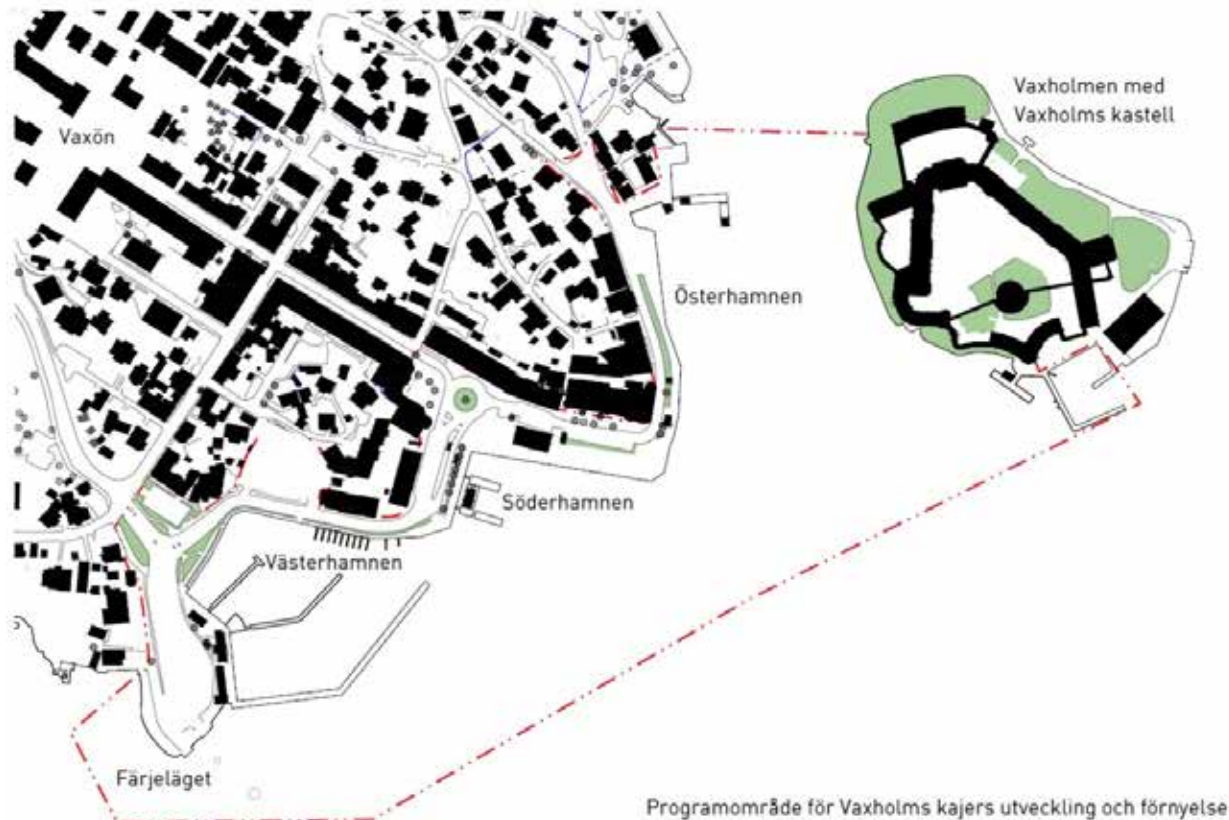 Vaxholmen med
Vaxholms kastell
Vaxön
Österhamnen
Söderhamnen
Västerhamnen
Färjeläget
Programområde för Vaxholms kajers utveckling och förnyelse